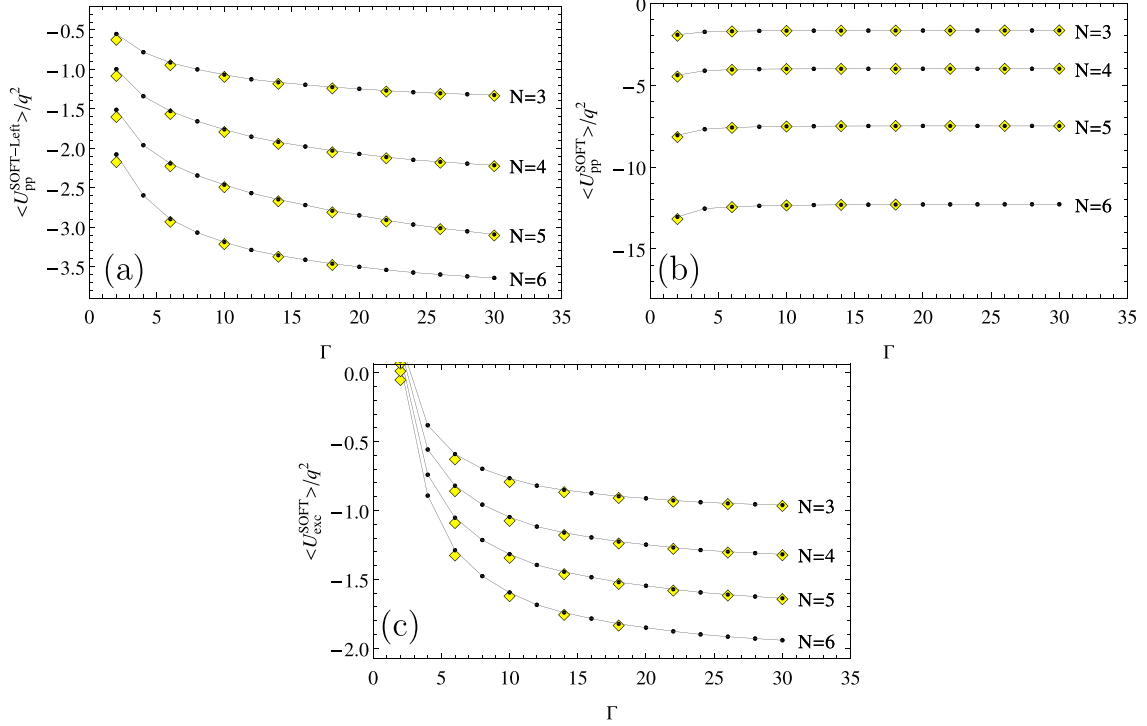 <U_pp^SOFT−Left>/q^2
−0.5
−1.0
−1.5
−2.0
−2.5
−3.0
−3.5
N=3
N=4
N=5
N=6
(a)
0 5 10 15 20 25 30 35
Γ
<U_pp^SOFT>/q^2
0
−5
−10
−15
N=3
N=4
N=5
N=6
(b)
0 5 10 15 20 25 30 35
Γ
<U_exc^SOFT>/q^2
0.0
−0.5
−1.0
−1.5
−2.0
N=3
N=4
N=5
N=6
(c)
0 5 10 15 20 25 30 35
Γ